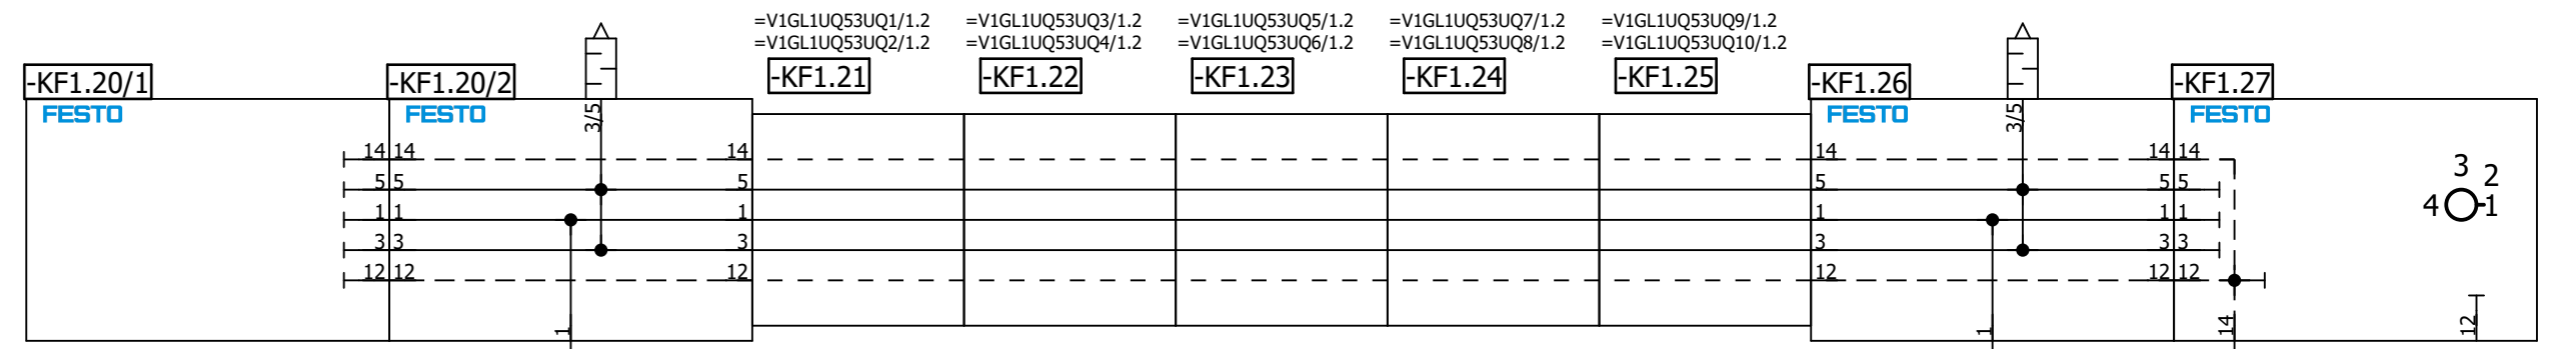 =V1GL1UQ53UQ1/1.2 =V1GL1UQ53UQ3/1.2 =V1GL1UQ53UQ5/1.2 =V1GL1UQ53UQ7/1.2 =V1GL1UQ53UQ9/1.2
=V1GL1UQ53UQ2/1.2 =V1GL1UQ53UQ4/1.2 =V1GL1UQ53UQ6/1.2 =V1GL1UQ53UQ8/1.2 =V1GL1UQ53UQ10/1.2
-KF1.20/1 -KF1.20/2 -KF1.21 -KF1.22 -KF1.23 -KF1.24 -KF1.25 -KF1.26 -KF1.27
FESTO FESTO 3/5 FESTO 3/5 FESTO
14 14 14 14 14 14
3
5 5 5 5 5 5
2
1 1 1 1 1 1
4 1
3 3 3 3 3 3
12 12 12 12 12 12
1 1 14 12